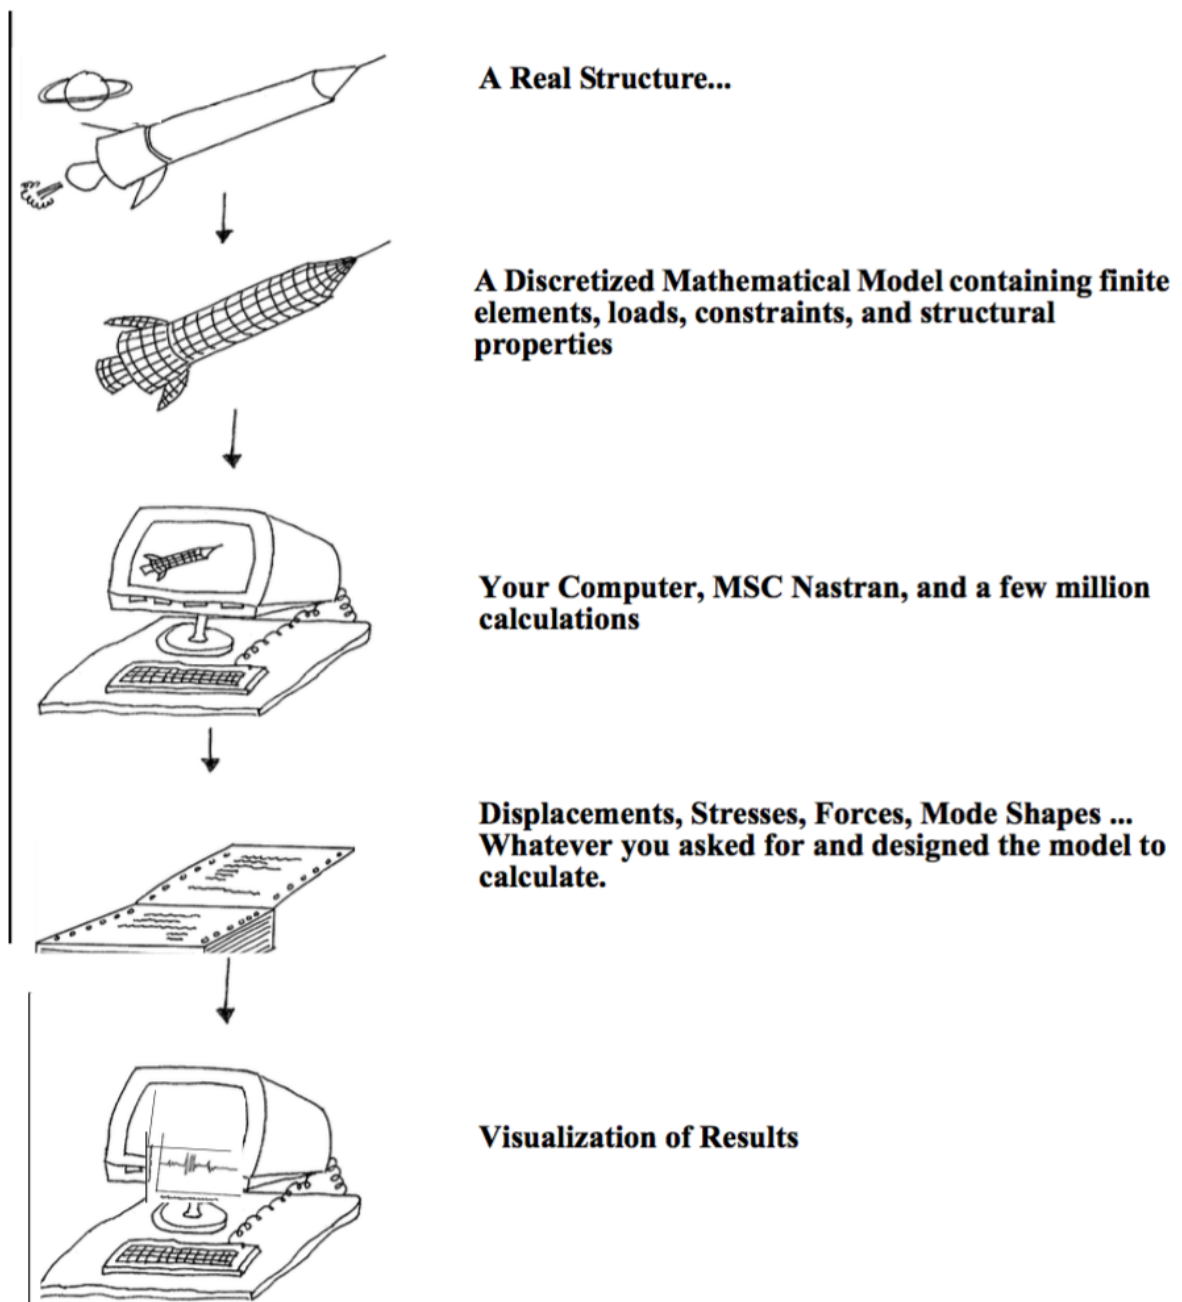 A Real Structure...
A Discretized Mathematical Model containing finite
elements, loads, constraints, and structural
properties
Your Computer, MSC Nastran, and a few million
calculations
Displacements, Stresses, Forces, Mode Shapes ...
Whatever you asked for and designed the model to
calculate.
Visualization of Results